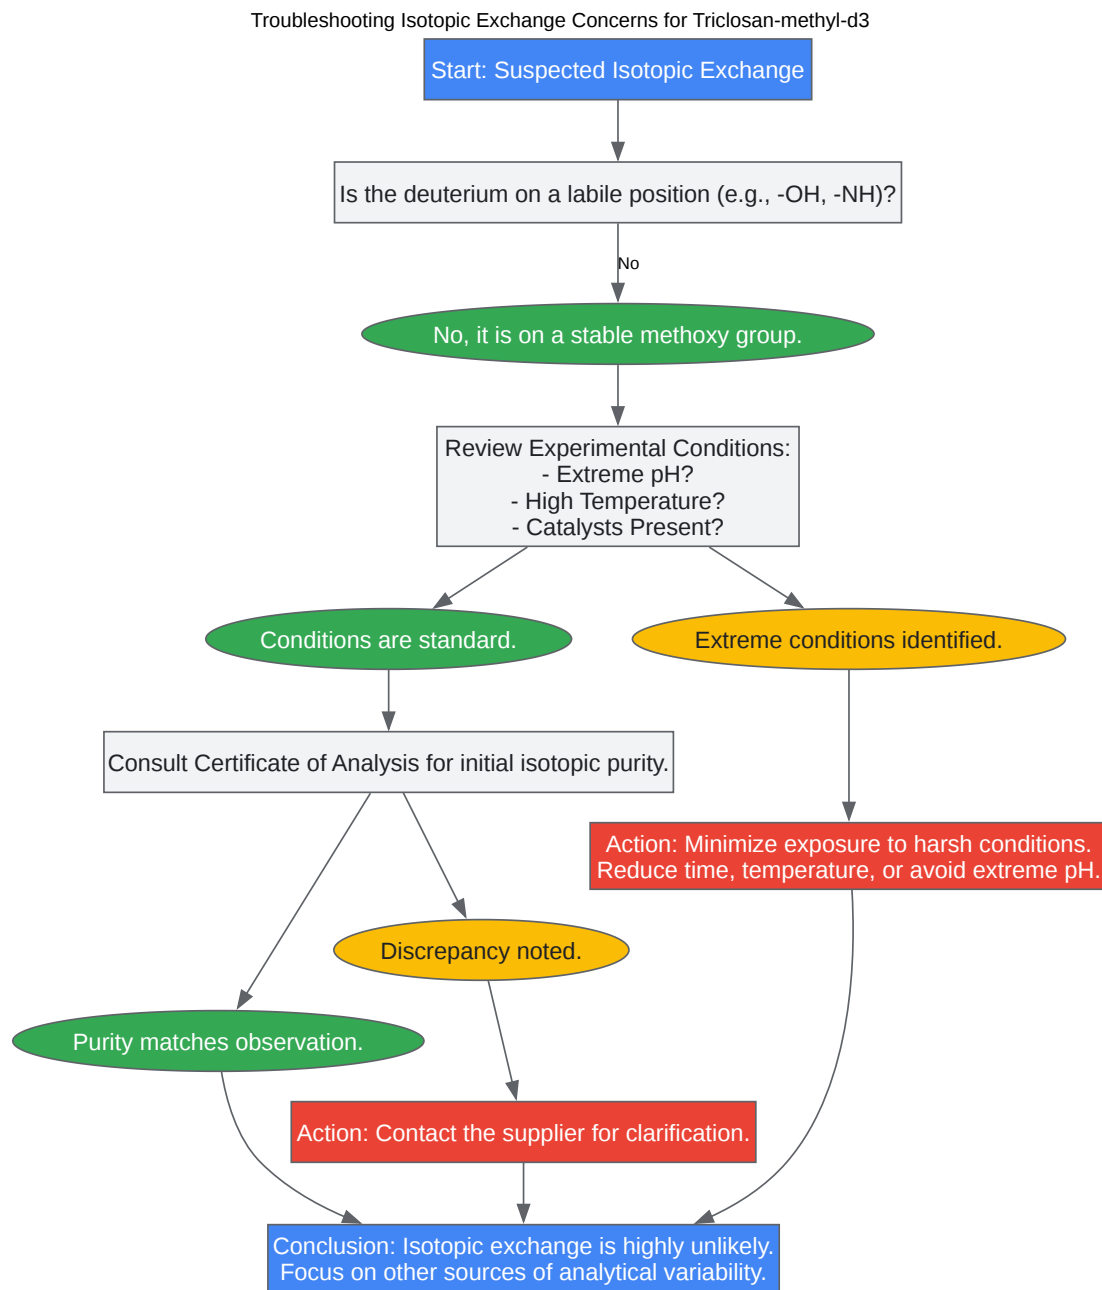 Troubleshooting Isotopic Exchange Concerns for Triclosan-methyl-d3
Start: Suspected Isotopic Exchange
Is the deuterium on a labile position (e.g., -OH, -NH)?
No
No, it is on a stable methoxy group.
Review Experimental Conditions:
- Extreme pH?
- High Temperature?
- Catalysts Present?
Conditions are standard.
Extreme conditions identified.
Consult Certificate of Analysis for initial isotopic purity.
Action: Minimize exposure to harsh conditions.
Reduce time, temperature, or avoid extreme pH.
Discrepancy noted.
Purity matches observation.
Action: Contact the supplier for clarification.
Conclusion: Isotopic exchange is highly unlikely.
Focus on other sources of analytical variability.